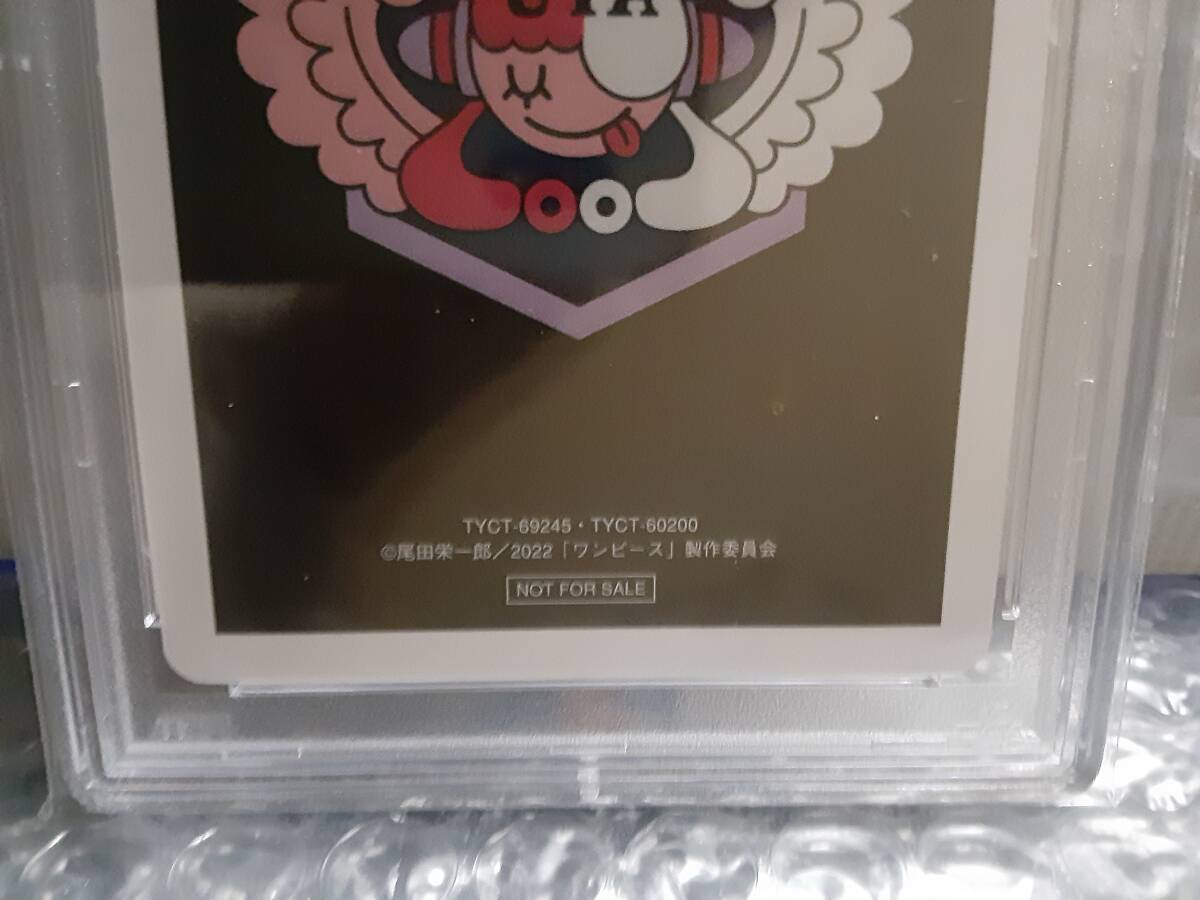 UTA
TYCT-69245・TYCT-60200
©尾田栄一郎／2022「ワンピース」製作委員会
NOT FOR SALE